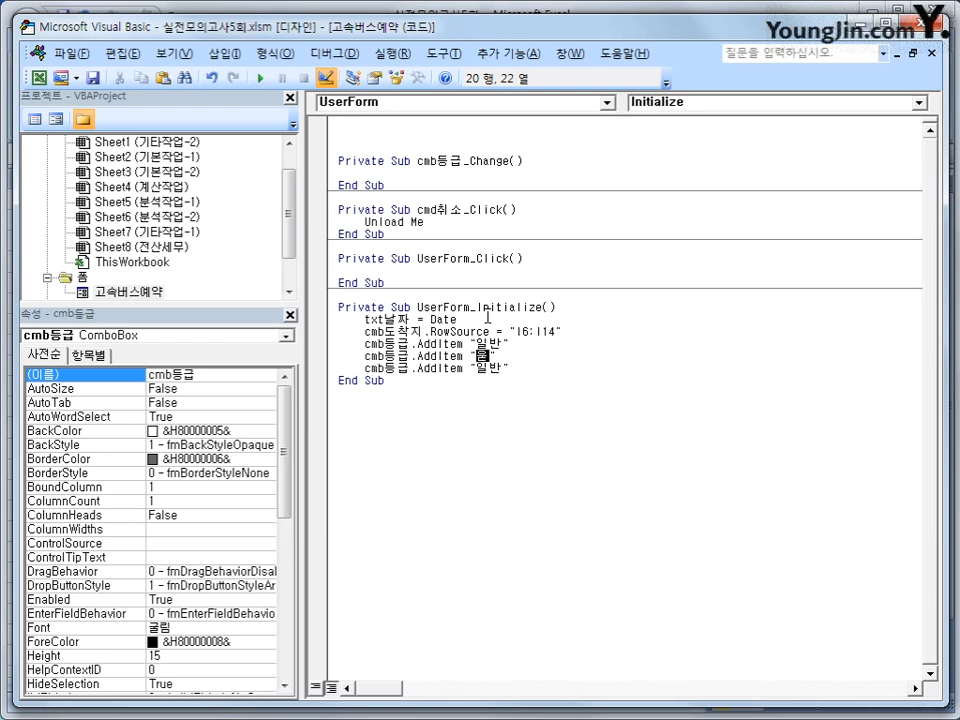 Microsoft Visual Basic - 실전모의고사5회.xlsm [디자인] - [고속버스예약 (코드)]
YoungJin.com Y.
파일(F) 편집(E) 보기(V) 삽입(I) 형식(O) 디버그(D) 실행(R) 도구(T) 추가 기능(A) 창(W) 도움말(H)
질문을 입력하십시오.
20 행, 22 열
프로젝트 - VBAProject
UserForm
Initialize
Sheet1 (기타작업-2)
Sheet2 (기본작업-1)
Sheet3 (기본작업-2)
Sheet4 (계산작업)
Sheet5 (분석작업-1)
Sheet6 (분석작업-2)
Sheet7 (기타작업-1)
Sheet8 (전산세무)
ThisWorkbook
폼
고속버스예약
속성 - cmb등급
cmb등급 ComboBox
사전순 항목별
(이름) cmb등급
AutoSize False
AutoTab False
AutoWordSelect True
BackColor &H80000005&
BackStyle 1 - fmBackStyleOpaque
BorderColor &H80000006&
BorderStyle 0 - fmBorderStyleNone
BoundColumn 1
ColumnCount 1
ColumnHeads False
ColumnWidths
ControlSource
ControlTipText
DragBehavior 0 - fmDragBehaviorDisal
DropButtonStyle 1 - fmDropButtonStyleAr
Enabled True
EnterFieldBehavior 0 - fmEnterFieldBehavio
Font 굴림
ForeColor &H80000008&
Height 15
HelpContextID 0
HideSelection True
Private Sub cmb등급_Change()
End Sub
Private Sub cmd취소_Click()
Unload Me
End Sub
Private Sub UserForm_Click()
End Sub
Private Sub UserForm_Initialize()
txt날짜 = Date
cmb도착지.RowSource = "I6:I14"
cmb등급.AddItem "일반"
cmb등급.AddItem "
cmb등급.AddItem "일반"
End Sub